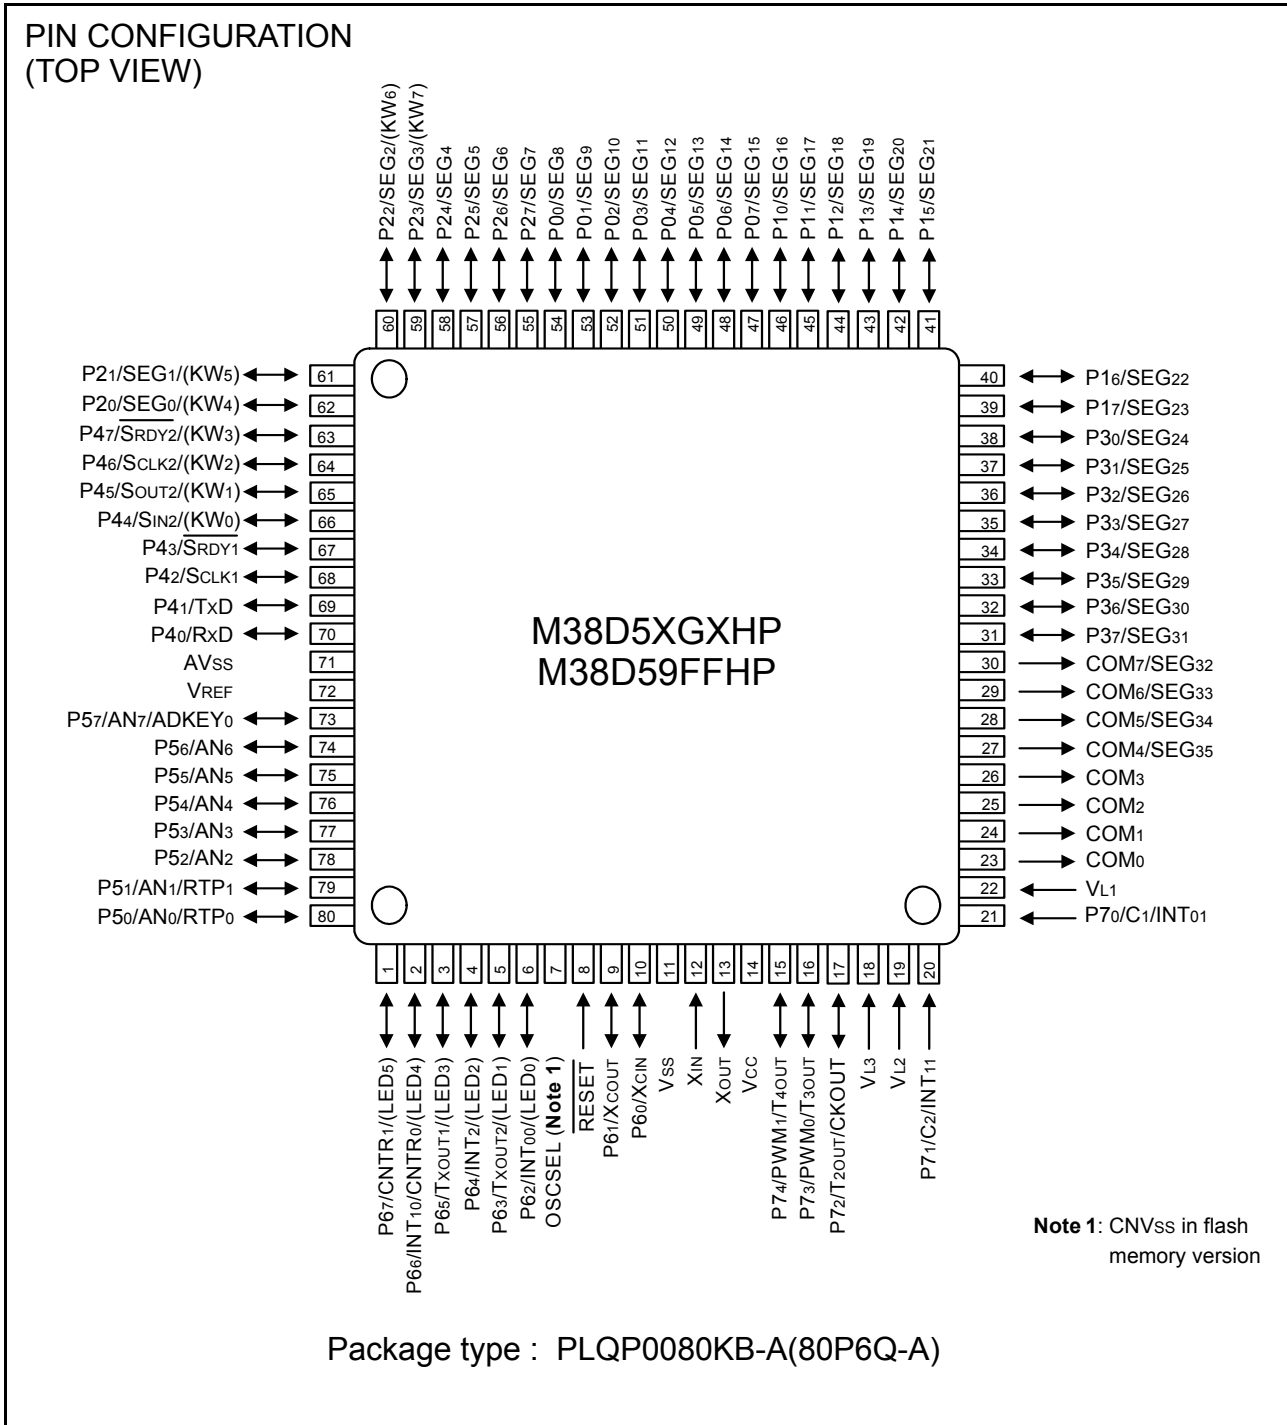 PIN CONFIGURATION
(TOP VIEW)
P22/SEG2/(KW6)
P23/SEG3/(KW7)
P24/SEG4
P25/SEG5
P26/SEG6
P27/SEG7
P00/SEG8
P01/SEG9
P02/SEG10
P03/SEG11
P04/SEG12
P05/SEG13
P06/SEG14
P07/SEG15
P10/SEG16
P11/SEG17
P12/SEG18
P13/SEG19
P14/SEG20
P15/SEG21
60 59 58 57 56 55 54 53 52 51 50 49 48 47 46 45 44 43 42 41
P21/SEG1/(KW5) 61
P20/SEG0/(KW4) 62
P47/SRDY2/(KW3) 63
P46/SCLK2/(KW2) 64
P45/SOUT2/(KW1) 65
P44/SIN2/(KW0) 66
P43/SRDY1 67
P42/SCLK1 68
P41/TxD 69
P40/RxD 70
AVSS 71
VREF 72
P57/AN7/ADKEY0 73
P56/AN6 74
P55/AN5 75
P54/AN4 76
P53/AN3 77
P52/AN2 78
P51/AN1/RTP1 79
P50/AN0/RTP0 80
M38D5XGXHP
M38D59FFHP
40 P16/SEG22
39 P17/SEG23
38 P30/SEG24
37 P31/SEG25
36 P32/SEG26
35 P33/SEG27
34 P34/SEG28
33 P35/SEG29
32 P36/SEG30
31 P37/SEG31
30 COM7/SEG32
29 COM6/SEG33
28 COM5/SEG34
27 COM4/SEG35
26 COM3
25 COM2
24 COM1
23 COM0
22 VL1
21 P70/C1/INT01
1 2 3 4 5 6 7 8 9 10 11 12 13 14 15 16 17 18 19 20
P67/CNTR1/(LED5)
P66/INT10/CNTR0/(LED4)
P65/TXOUT1/(LED3)
P64/INT2/(LED2)
P63/TXOUT2/(LED1)
P62/INT00/(LED0)
OSCSEL (Note 1)
RESET
P61/XCOUT
P60/XCIN
VSS
XIN
XOUT
VCC
P74/PWM1/T4OUT
P73/PWM0/T3OUT
P72/T2OUT/CKOUT
VL3
VL2
P71/C2/INT11
Note 1: CNVSS in flash
memory version
Package type : PLQP0080KB-A(80P6Q-A)